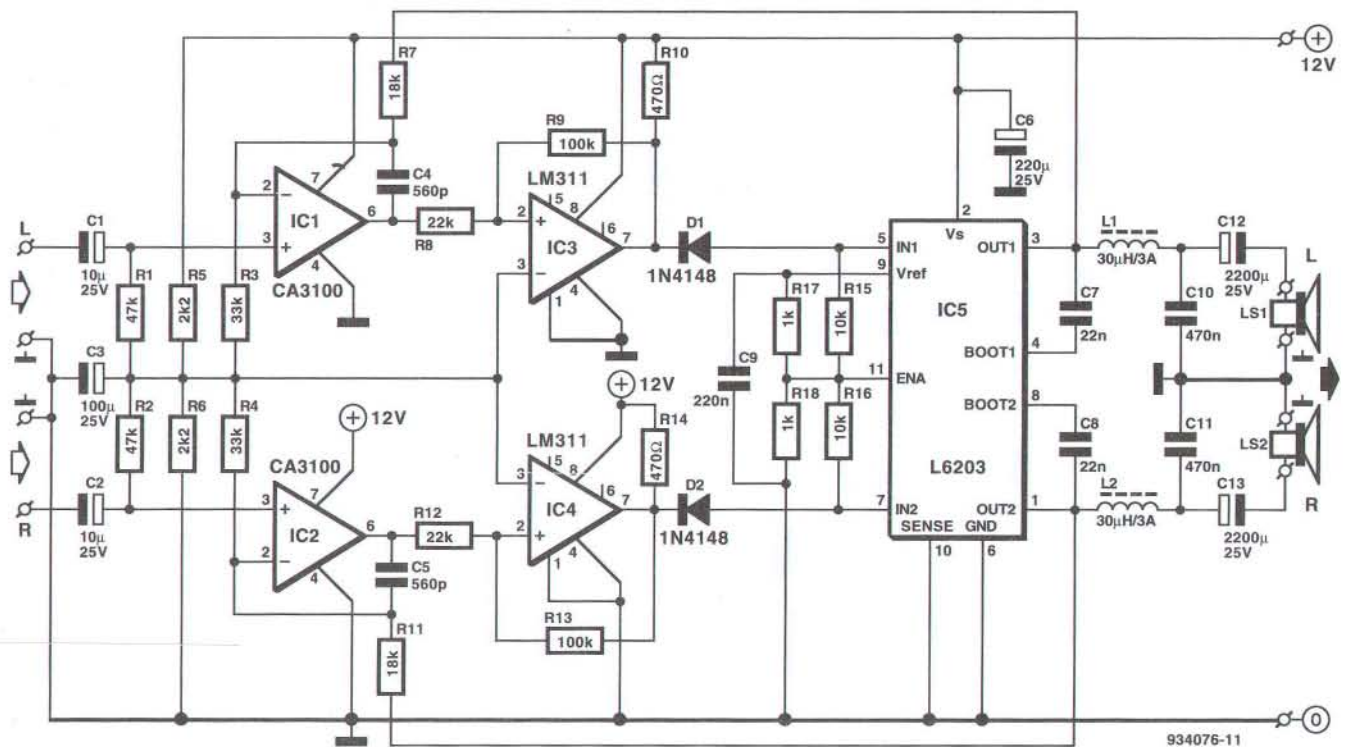 R7
18k
R10
470Ω
12V
R9
100k
C6
220µ
25V
C4
560p
LM311
7
2
6
IC1
3
4
CA3100
22k
R8
5
8
2
6
IC3
7
3
1
4
D1
1N4148
2
Vs
5
IN1
OUT1
3
9
Vref
IC5
L1
30µH/3A
C12
2200µ
25V
L
LS1
L
C1
10µ
25V
R1
47k
R5
2k2
R3
33k
R17
1k
R15
10k
C7
22n
C10
470n
BOOT1
4
C3
100µ
25V
R2
47k
R6
2k2
R4
33k
12V
12V
C9
220n
11
ENA
R18
1k
R16
10k
BOOT2
8
C8
22n
C11
470n
LS2
R
CA3100
LM311
R14
470Ω
L6203
C2
10µ
25V
R
3
7
IC2
6
2
4
R12
22k
5
3
8
6
IC4
7
2
1
4
D2
1N4148
7
IN2
OUT2
1
SENSE
GND
10
6
L2
30µH/3A
C13
2200µ
25V
C5
560p
R11
18k
R13
100k
0
934076-11